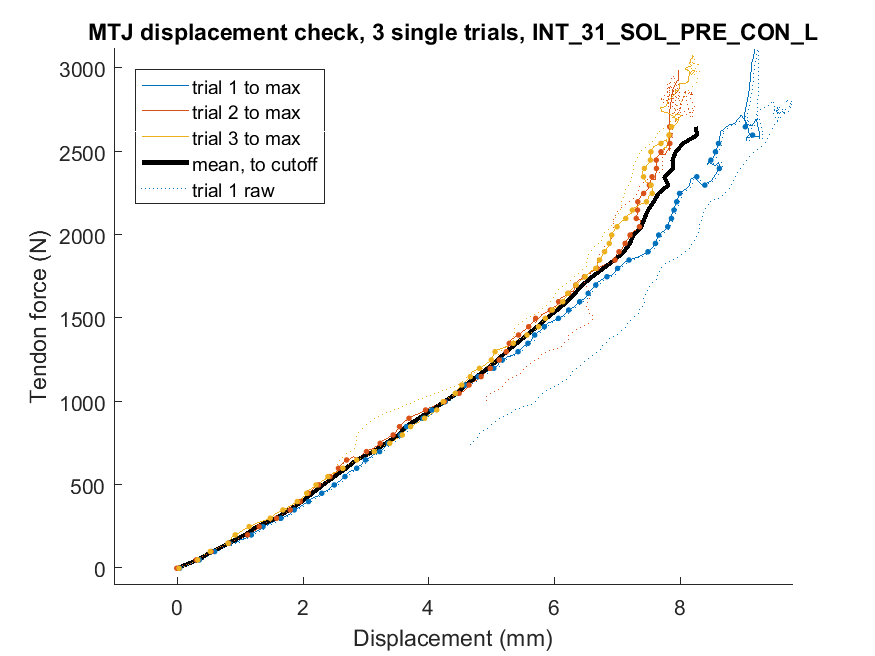 MTJ displacement check, 3 single trials, INT_31_SOL_PRE_CON_L
trial 1 to max
trial 2 to max
trial 3 to max
mean, to cutoff
trial 1 raw
Tendon force (N)
3000
2500
2000
1500
1000
500
0
0 2 4 6 8
Displacement (mm)